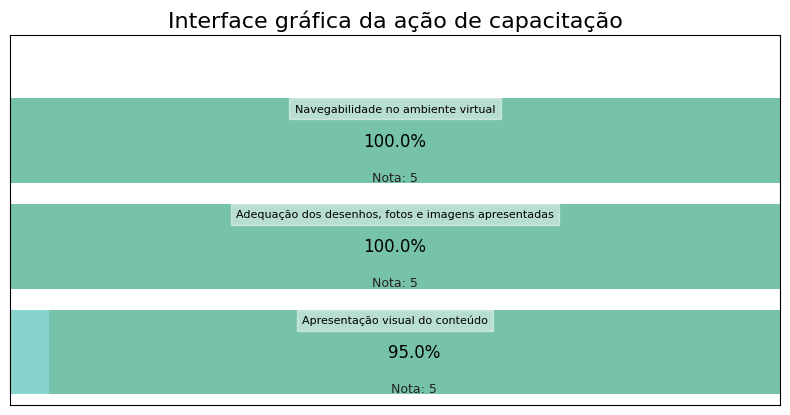 Interface gráfica da ação de capacitação
Navegabilidade no ambiente virtual
100.0%
Nota: 5
Adequação dos desenhos, fotos e imagens apresentadas
100.0%
Nota: 5
Apresentação visual do conteúdo
95.0%
Nota: 5